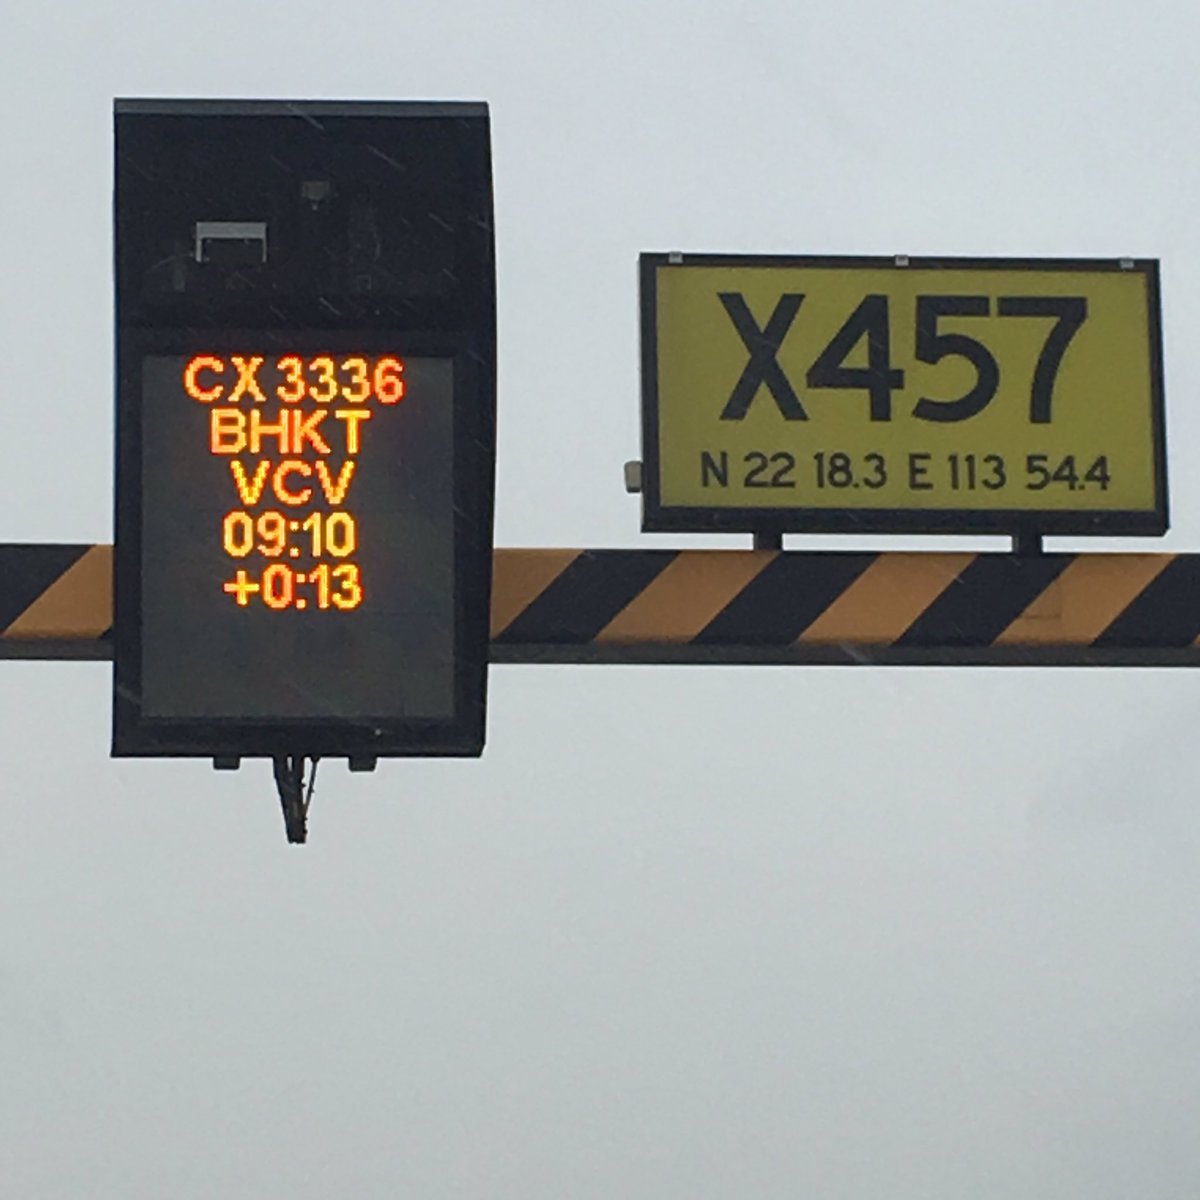 CX 3336
BHKT
VCV
09:10
+0:13
X457
N 22 18.3 E 113 54.4